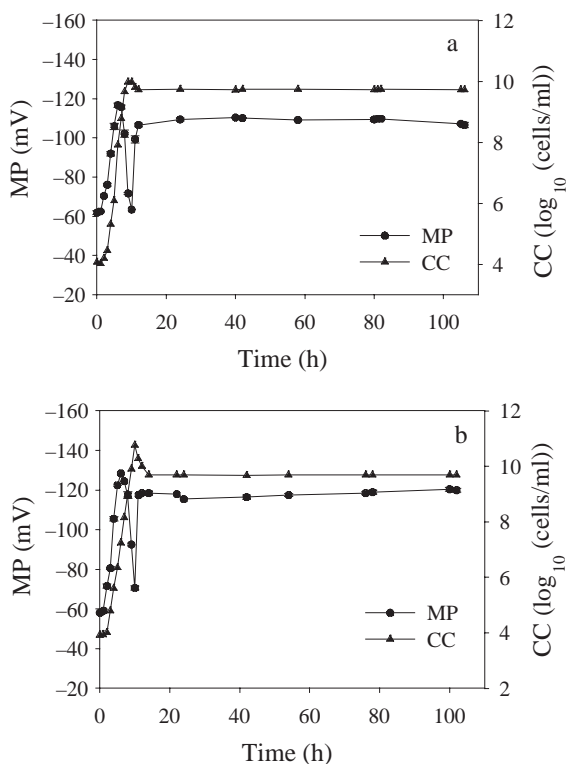 a
–160
–140
–120
–100
–80
–60
–40
–20
MP (mV)
12
10
8
6
4
CC (log₁₀ (cells/ml))
MP
CC
0 20 40 60 80 100
Time (h)
b
–160
–140
–120
–100
–80
–60
–40
–20
MP (mV)
12
10
8
6
4
2
CC (log₁₀ (cells/ml))
MP
CC
0 20 40 60 80 100
Time (h)